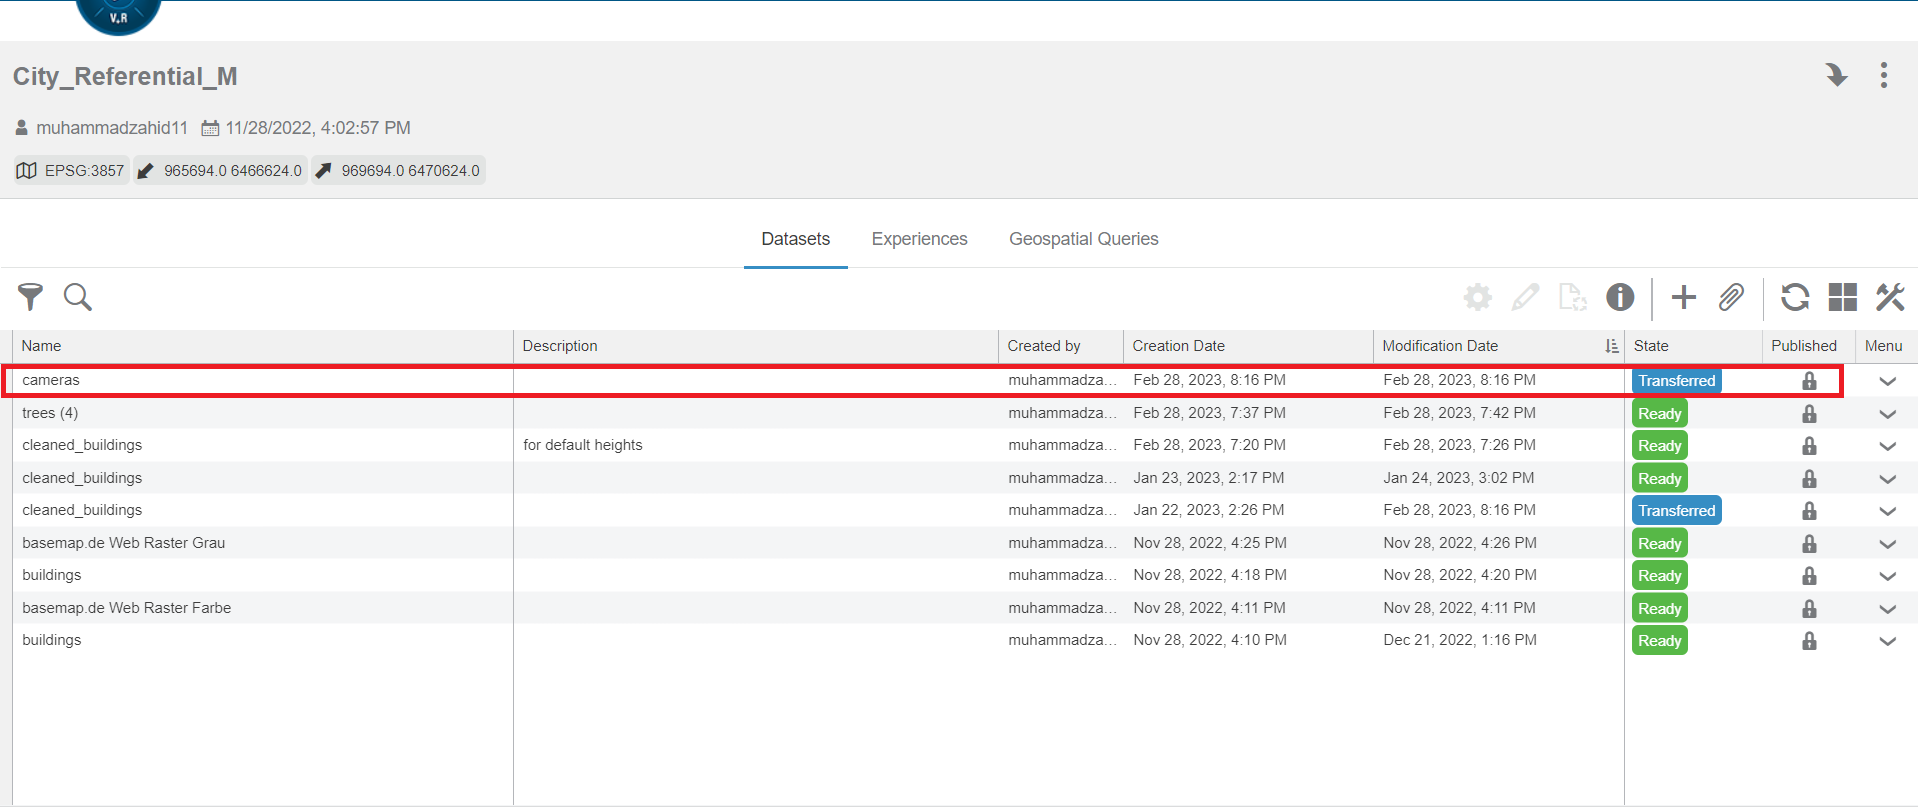 V.R
City_Referential_M
muhammadzahid11 11/28/2022, 4:02:57 PM
EPSG:3857 965694.0 6466624.0 969694.0 6470624.0
Datasets Experiences Geospatial Queries
Name Description Created by Creation Date Modification Date State Published Menu
cameras muhammadza... Feb 28, 2023, 8:16 PM Feb 28, 2023, 8:16 PM Transferred
trees (4) muhammadza... Feb 28, 2023, 7:37 PM Feb 28, 2023, 7:42 PM Ready
cleaned_buildings for default heights muhammadza... Feb 28, 2023, 7:20 PM Feb 28, 2023, 7:26 PM Ready
cleaned_buildings muhammadza... Jan 23, 2023, 2:17 PM Jan 24, 2023, 3:02 PM Ready
cleaned_buildings muhammadza... Jan 22, 2023, 2:26 PM Feb 28, 2023, 8:16 PM Transferred
basemap.de Web Raster Grau muhammadza... Nov 28, 2022, 4:25 PM Nov 28, 2022, 4:26 PM Ready
buildings muhammadza... Nov 28, 2022, 4:18 PM Nov 28, 2022, 4:20 PM Ready
basemap.de Web Raster Farbe muhammadza... Nov 28, 2022, 4:11 PM Nov 28, 2022, 4:11 PM Ready
buildings muhammadza... Nov 28, 2022, 4:10 PM Dec 21, 2022, 1:16 PM Ready